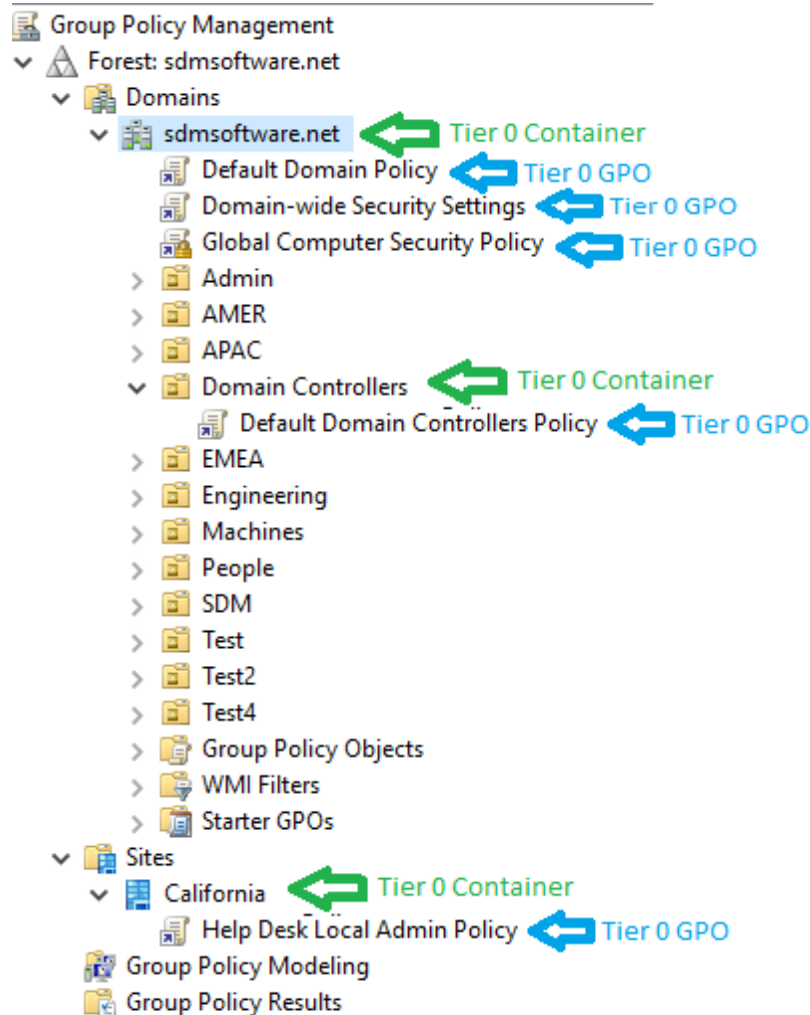 Group Policy Management
Forest: sdmsoftware.net
Domains
sdmsoftware.net Tier 0 Container
Default Domain Policy Tier 0 GPO
Domain-wide Security Settings Tier 0 GPO
Global Computer Security Policy Tier 0 GPO
Admin
AMER
APAC
Domain Controllers Tier 0 Container
Default Domain Controllers Policy Tier 0 GPO
EMEA
Engineering
Machines
People
SDM
Test
Test2
Test4
Group Policy Objects
WMI Filters
Starter GPOs
Sites
California Tier 0 Container
Help Desk Local Admin Policy Tier 0 GPO
Group Policy Modeling
Group Policy Results